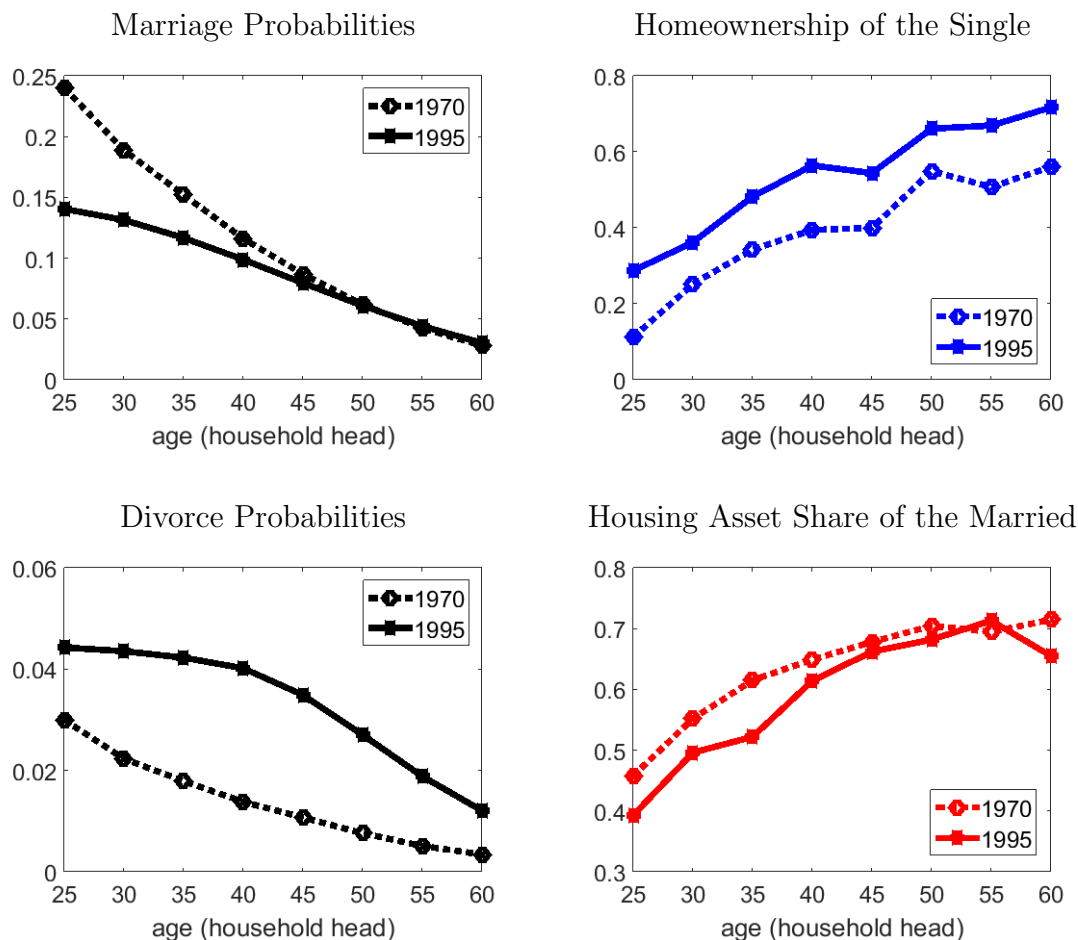 Marriage Probabilities
0.25
0.2
0.15
0.1
0.05
0
1970
1995
25 30 35 40 45 50 55 60
age (household head)
Homeownership of the Single
0.8
0.6
0.4
0.2
0
1970
1995
25 30 35 40 45 50 55 60
age (household head)
Divorce Probabilities
0.06
0.04
0.02
0
1970
1995
25 30 35 40 45 50 55 60
age (household head)
Housing Asset Share of the Married
0.8
0.7
0.6
0.5
0.4
0.3
1970
1995
25 30 35 40 45 50 55 60
age (household head)